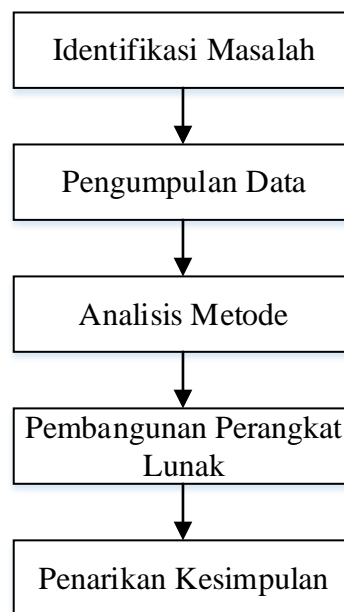 Identifikasi Masalah
Pengumpulan Data
Analisis Metode
Pembangunan Perangkat
Lunak
Penarikan Kesimpulan